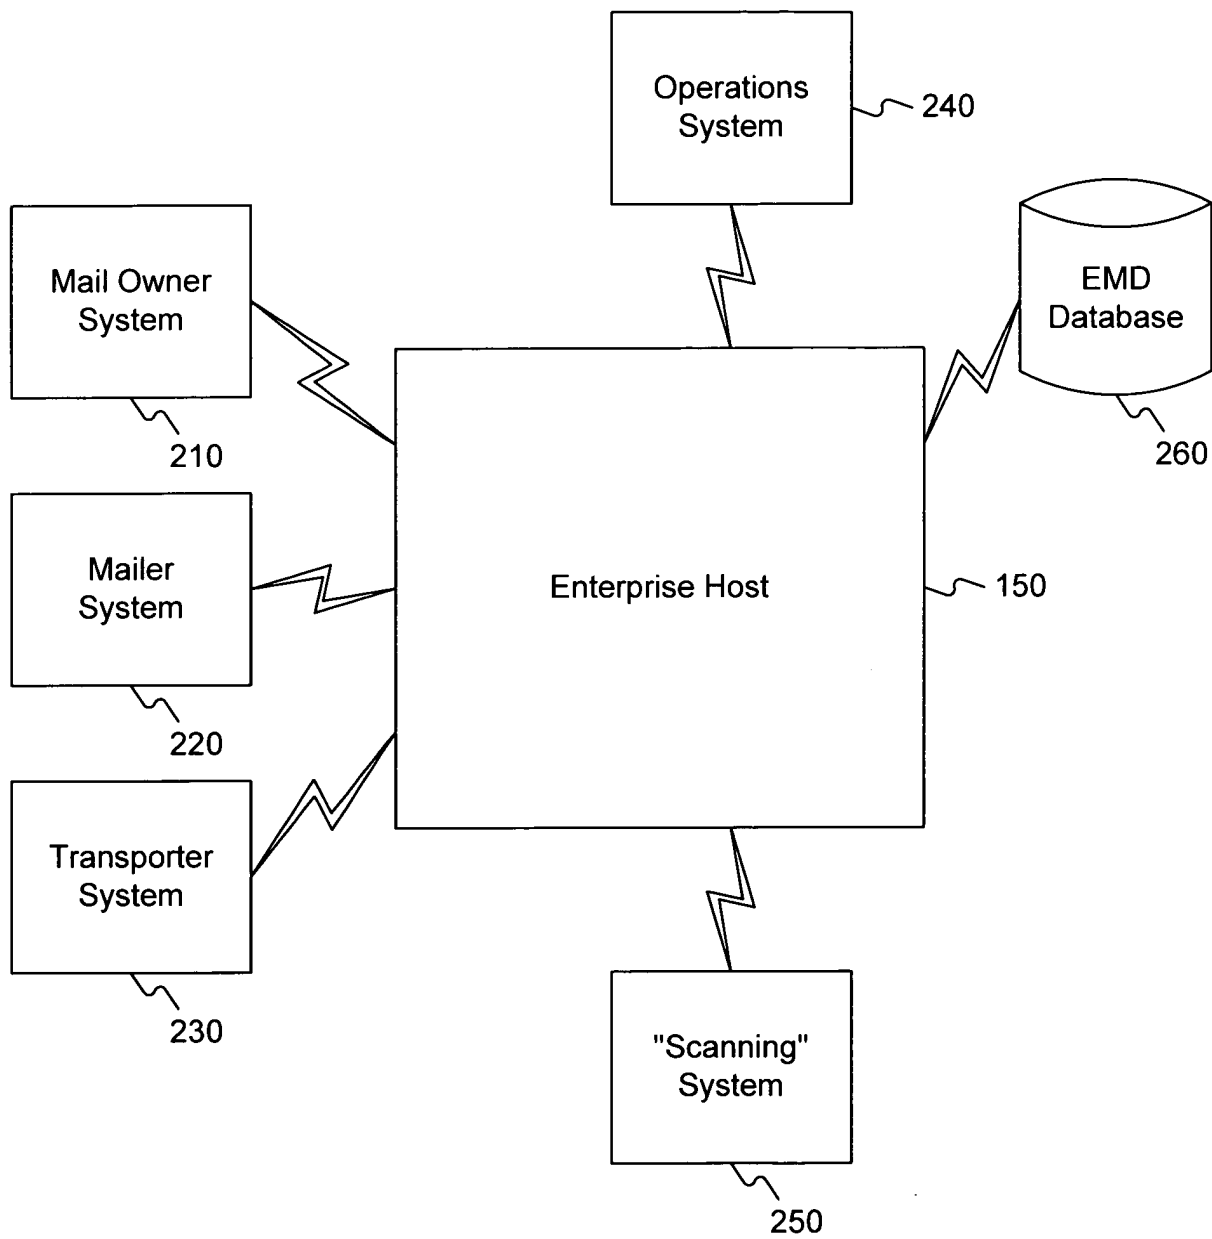 Operations
System
240
EMD
Database
260
Mail Owner
System
210
Mailer
System
220
Enterprise Host
150
Transporter
System
230
"Scanning"
System
250